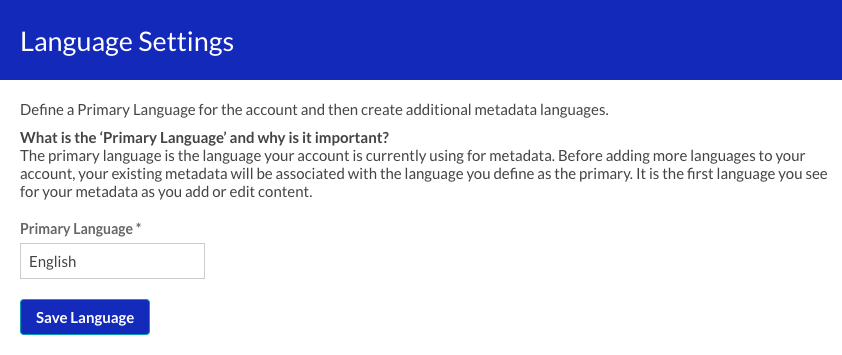 Language Settings
Define a Primary Language for the account and then create additional metadata languages.
What is the ‘Primary Language’ and why is it important?
The primary language is the language your account is currently using for metadata. Before adding more languages to your
account, your existing metadata will be associated with the language you define as the primary. It is the first language you see
for your metadata as you add or edit content.
Primary Language *
English
Save Language